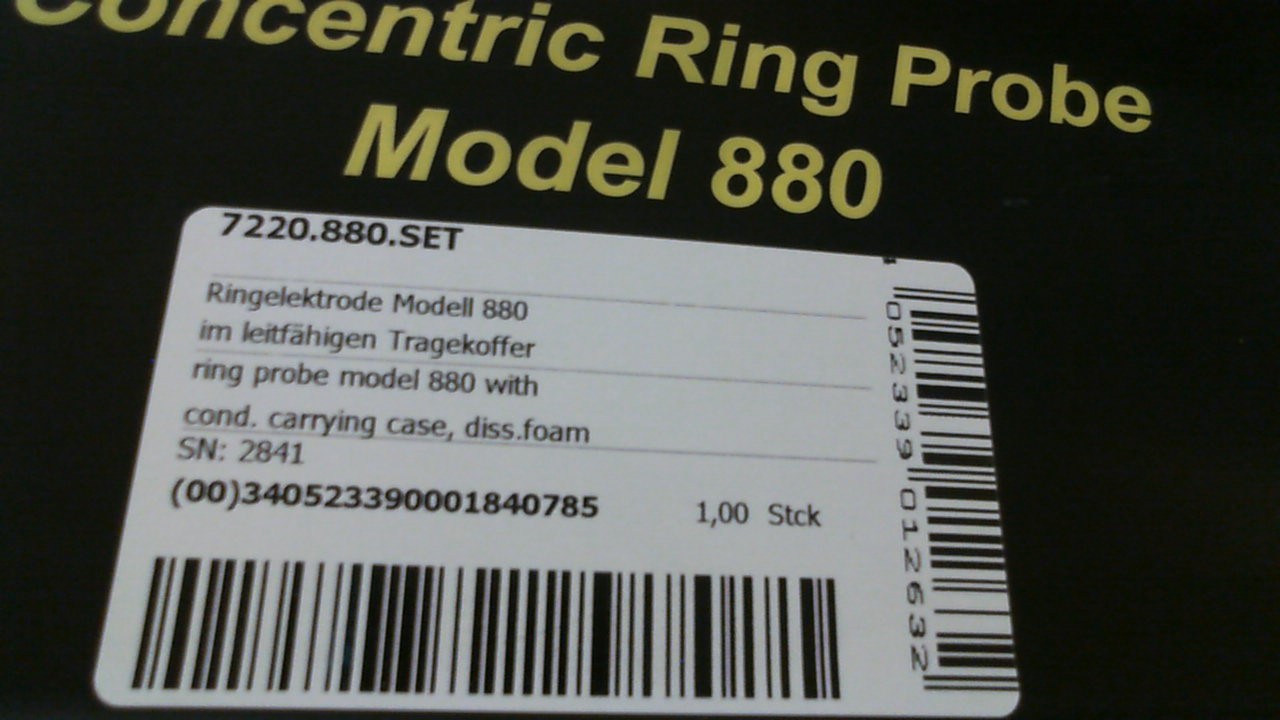 Concentric Ring Probe
Model 880
7220.880.SET
Ringelektrode Modell 880
im leitfähigen Tragekoffer
ring probe model 880 with
cond. carrying case, diss.foam
SN: 2841
(00)340523390001840785
1,00 Stck
052339 012632